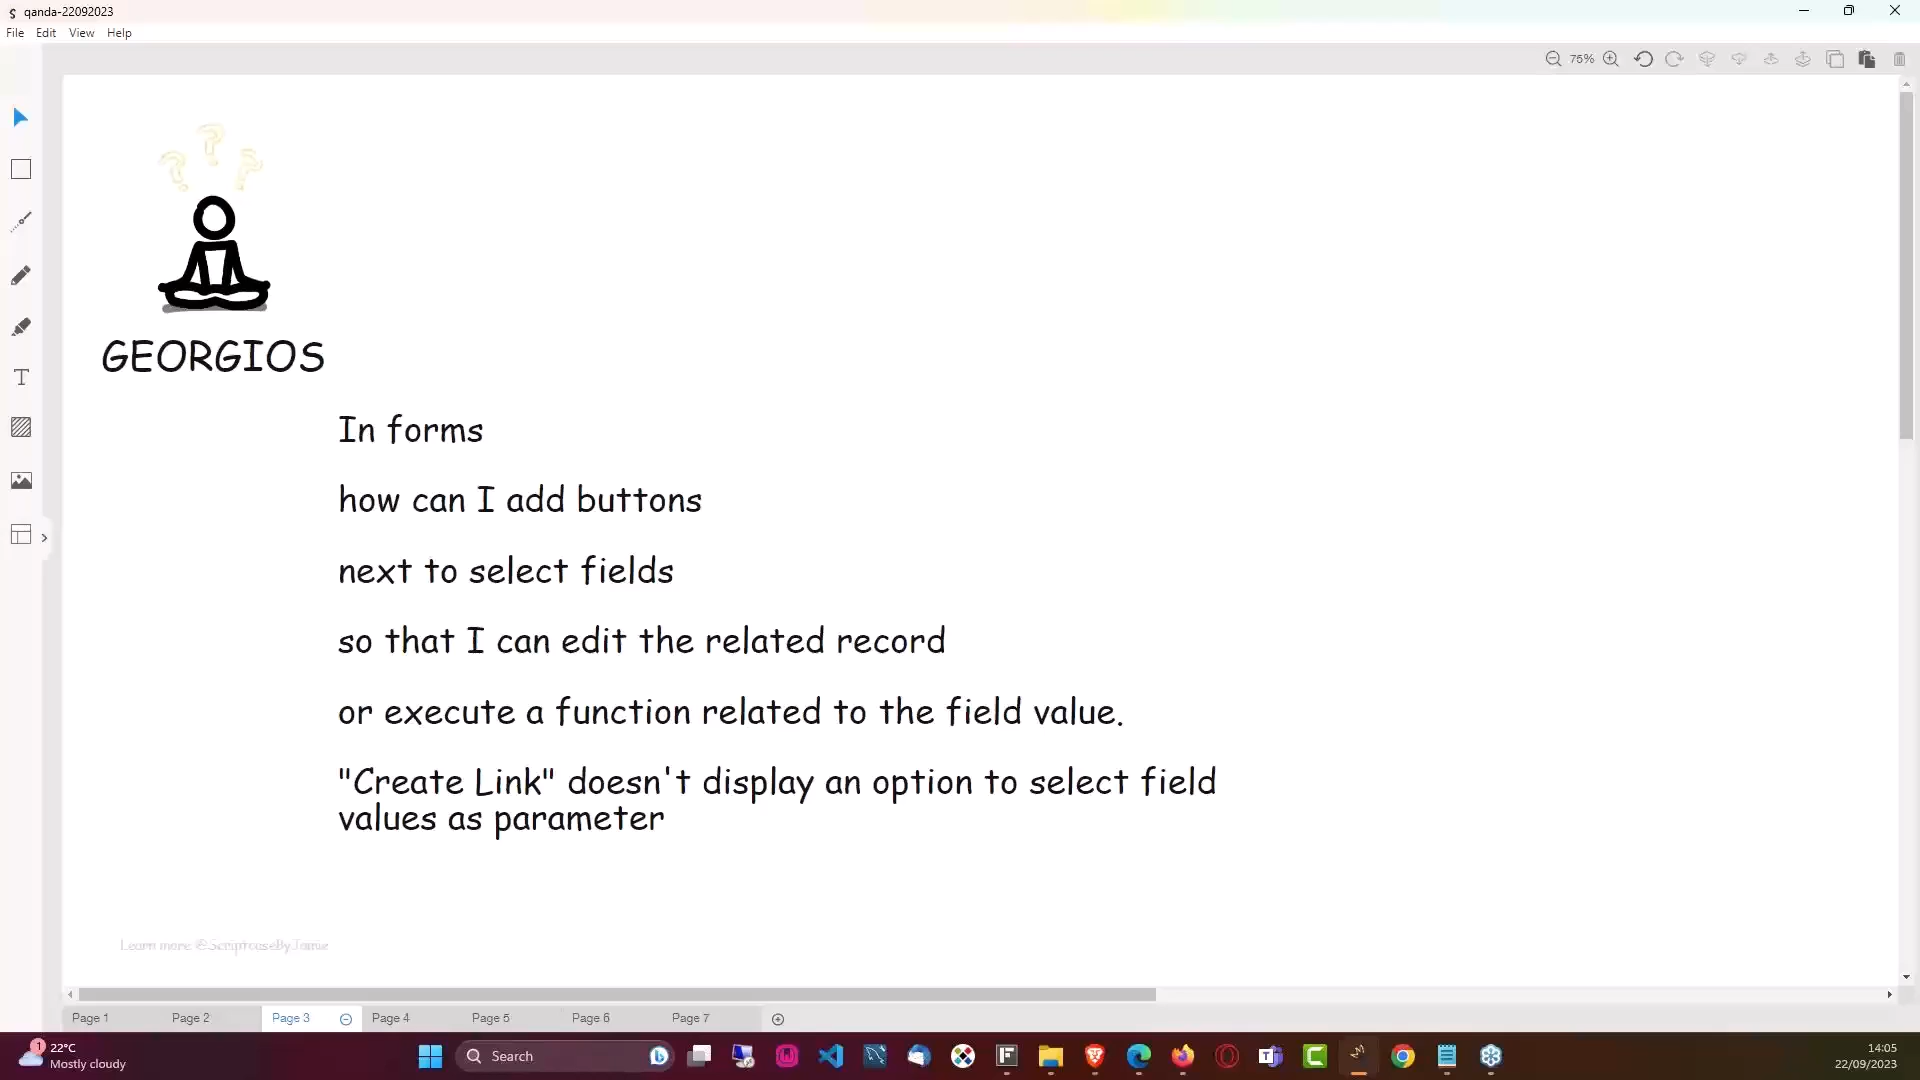 qanda-22092023
File Edit View Help
75%
? ? ?
GEORGIOS
In forms
how can I add buttons
next to select fields
so that I can edit the related record
or execute a function related to the field value.
"Create Link" doesn't display an option to select field
values as parameter
Learn more @
Page 1 Page 2 Page 3 Page 4 Page 5 Page 6 Page 7
1 22°C
Mostly cloudy
Search
14:05
22/09/2023